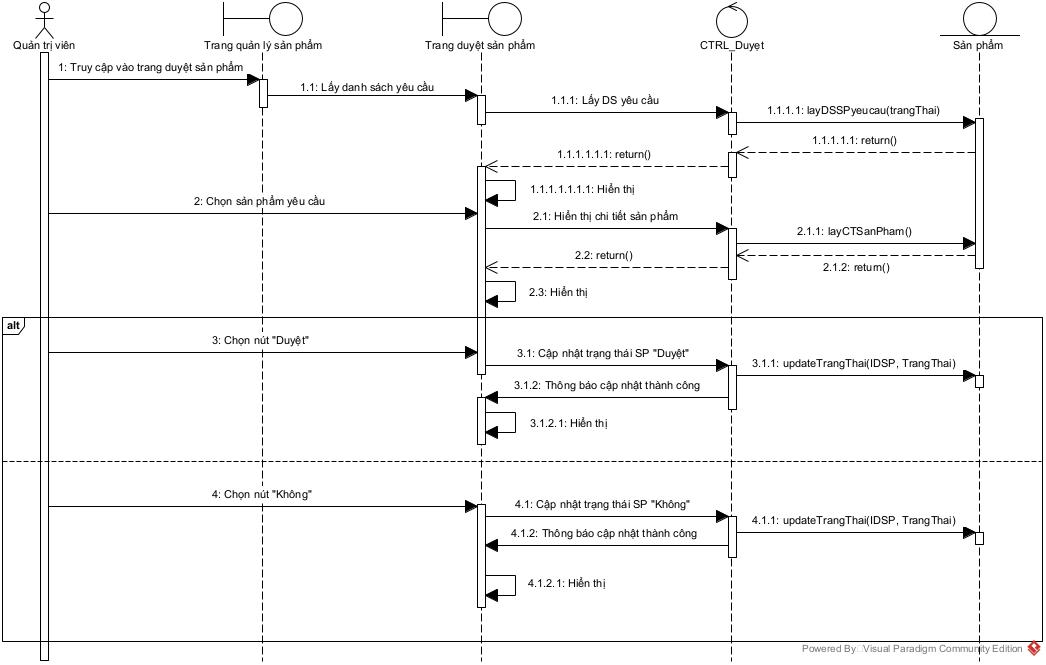 Quản trị viên
Trang quản lý sản phẩm
Trang duyệt sản phẩm
CTRL_Duyệt
Sản phẩm
1: Truy cập vào trang duyệt sản phẩm
1.1: Lấy danh sách yêu cầu
1.1.1: Lấy DS yêu cầu
1.1.1.1: layDSSPyeucau(trangThai)
1.1.1.1.1: return()
1.1.1.1.1.1: return()
1.1.1.1.1.1.1: Hiển thị
2: Chọn sản phẩm yêu cầu
2.1: Hiển thị chi tiết sản phẩm
2.1.1: layCTSanPham()
2.2: return()
2.1.2: return()
2.3: Hiển thị
alt
3: Chọn nút "Duyệt"
3.1: Cập nhật trạng thái SP "Duyệt"
3.1.1: updateTrangThai(IDSP, TrangThai)
3.1.2: Thông báo cập nhật thành công
3.1.2.1: Hiển thị
4: Chọn nút "Không"
4.1: Cập nhật trạng thái SP "Không"
4.1.1: updateTrangThai(IDSP, TrangThai)
4.1.2: Thông báo cập nhật thành công
4.1.2.1: Hiển thị
Powered By Visual Paradigm Community Edition